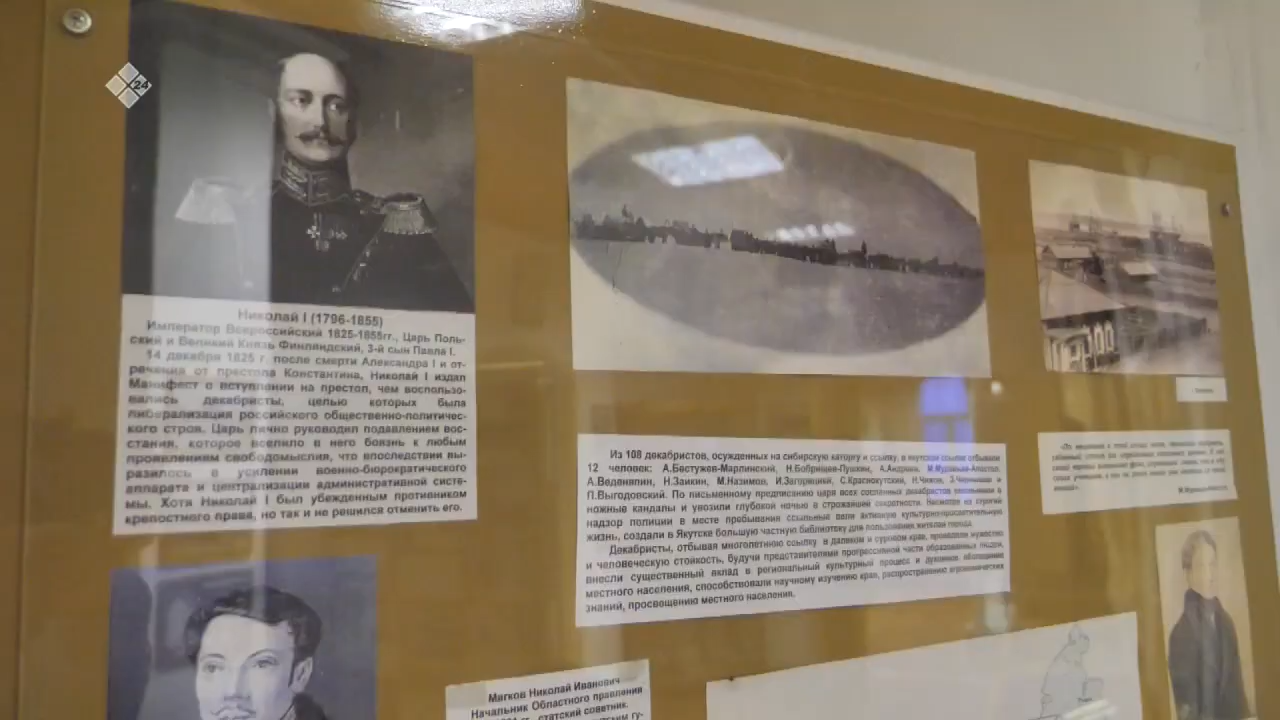 24
Николай I (1796-1855)
Император Всероссийский 1825-1855гг., Царь Поль-
ский и Великий Князь Финляндский, 3-й сын Павла I.
14 декабря 1825 г. после смерти Александра I и от-
речения от престола Константина, Николай I издал
Манифест о вступлении на престол, чем воспользо-
вались декабристы, целью которых была
либерализация российского общественно-политичес-
кого строя. Царь лично руководил подавлением вос-
стания, которое вселило в него боязнь к любым
проявлениям свободомыслия, что впоследствии вы-
разилось в усилении военно-бюрократического
аппарата и централизации административной систе-
мы. Хотя Николай I был убежденным противником
крепостного права, но так и не решился отменить его.
Из 108 декабристов, осужденных на сибирскую каторгу и ссылку, в якутской ссылке отбывали
12 человек: А.Бестужев-Марлинский, Н.Бобрищев-Пушкин, А.Андреев, М.Муравьев-Апостол,
А.Веденяпин, Н.Заикин, М.Назимов, И.Загорецкий, С.Краснокутский, Н.Чижов, З.Чернышев и
П.Выгодовский. По письменному предписанию царя всех сосланных декабристов заковывали в
ножные кандалы и увозили глубокой ночью в строжайшей секретности. Несмотря на строгий
надзор полиции в месте пребывания ссыльные вели активную культурно-просветительную
жизнь, создали в Якутске большую частную библиотеку для пользования жителей города.
Декабристы, отбывая многолетнюю ссылку в далеком и суровом крае, проявляли мужество
и человеческую стойкость, будучи представителями прогрессивной части образованных людей,
внесли существенный вклад в региональный культурный процесс и духовное обогащение
местного населения, способствовали научному изучению края, распространению агрономических
знаний, просвещению местного населения.
Мягков Николай Иванович
Начальник Областного правления
статский советник.